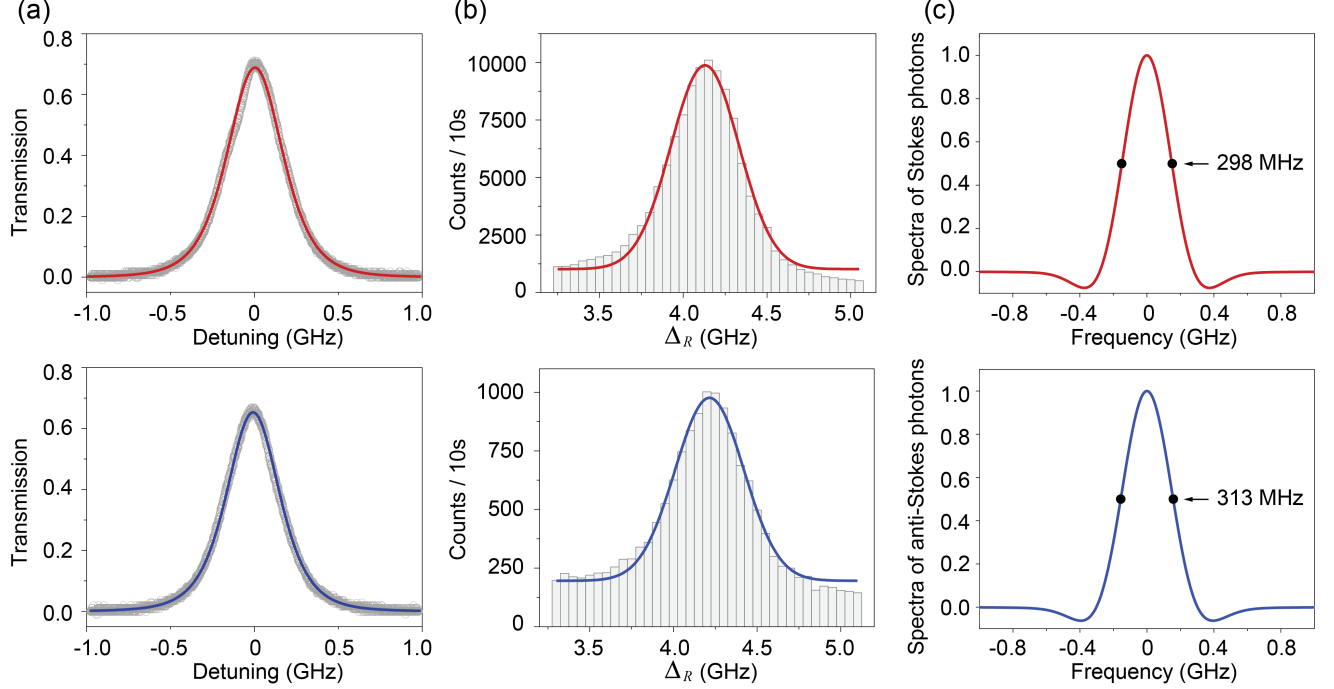 (a)
Transmission
0.8
0.6
0.4
0.2
0.0
-1.0 -0.5 0 0.5 1.0
Detuning (GHz)
(b)
Counts / 10s
10000
7500
5000
2500
0
3.5 4.0 4.5 5.0
Δ_R (GHz)
(c)
Spectra of Stokes photons
1.0
0.8
0.6
0.4
0.2
0.0
298 MHz
-0.8 -0.4 0 0.4 0.8
Frequency (GHz)
Transmission
0.8
0.6
0.4
0.2
0.0
-1.0 -0.5 0 0.5 1.0
Detuning (GHz)
Counts / 10s
1000
750
500
250
0
3.5 4.0 4.5 5.0
Δ_R (GHz)
Spectra of anti-Stokes photons
1.0
0.8
0.6
0.4
0.2
0.0
313 MHz
-0.8 -0.4 0 0.4 0.8
Frequency (GHz)